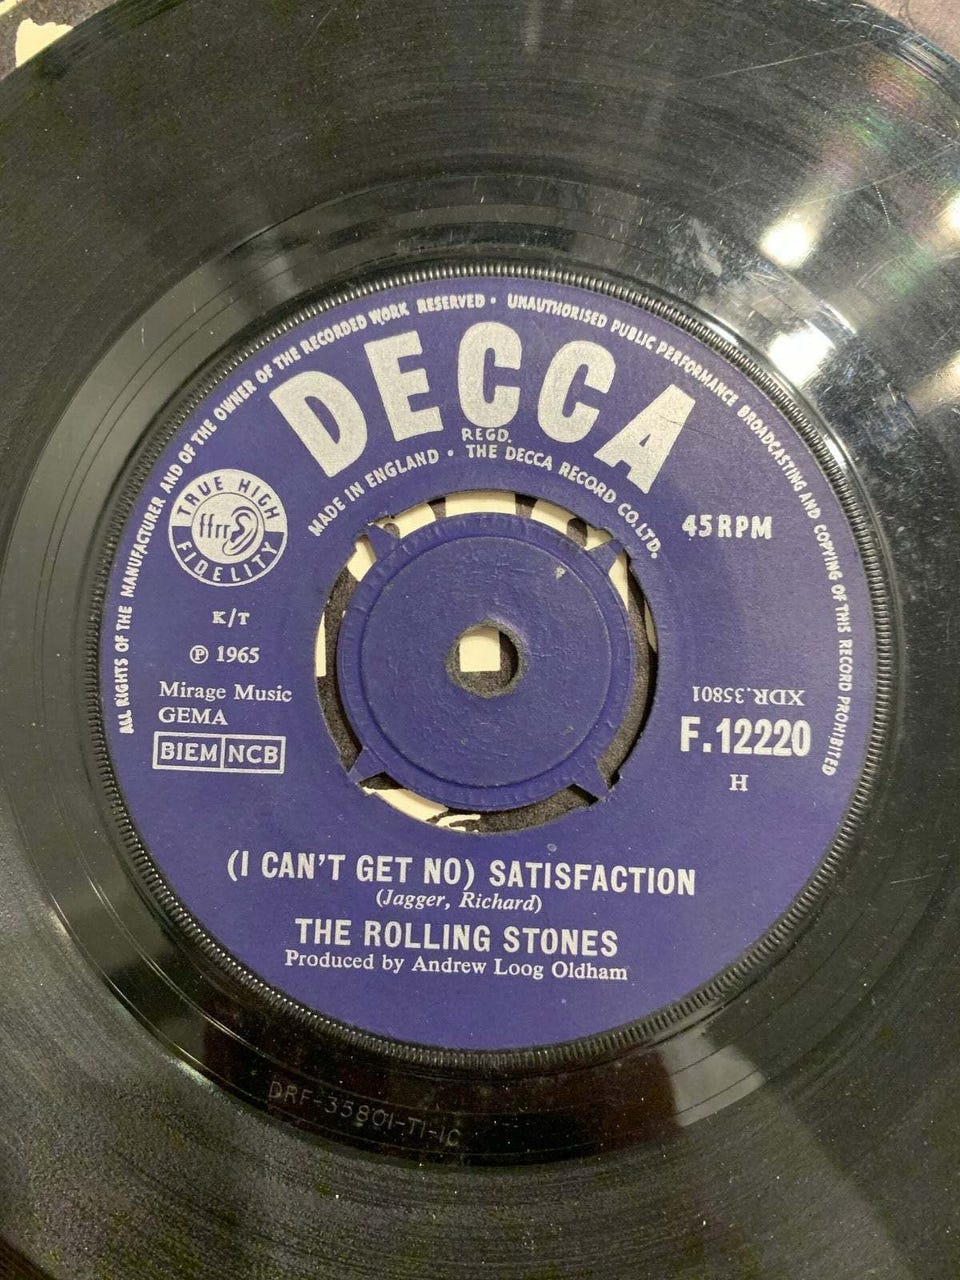 ALL RIGHTS OF THE MANUFACTURER AND OF THE OWNER OF THE RECORDED WORK RESERVED · UNAUTHORISED PUBLIC PERFORMANCE BROADCASTING AND COPYING OF THIS RECORD PROHIBITED
DECCA
REGD.
MADE IN ENGLAND · THE DECCA RECORD CO. LTD.
TRUE HIGH
ffrr
FIDELITY
45 RPM
K/T
℗ 1965
Mirage Music
GEMA
BIEM NCB
XDR.35801
F.12220
H
(I CAN'T GET NO) SATISFACTION
(Jagger, Richard)
THE ROLLING STONES
Produced by Andrew Loog Oldham
DRF-35801-T1-1C